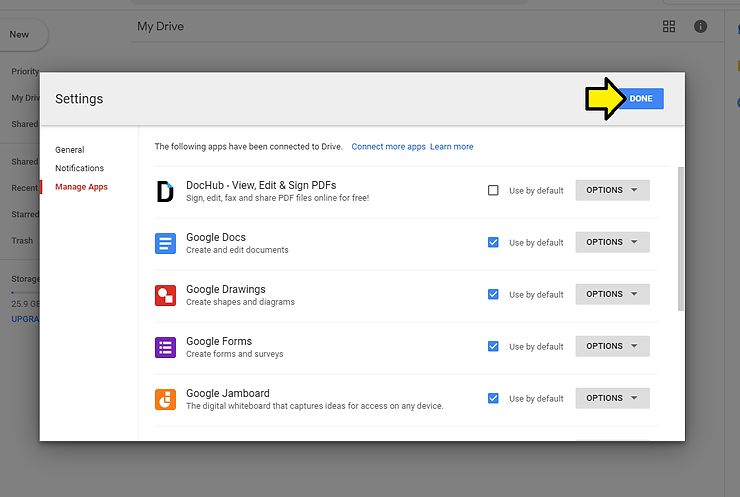 New
My Drive
Priority
My Driv
Shared
Shared
Recent
Starred
Trash
Storage
25.9 GB
UPGRA
Settings
DONE
General
Notifications
Manage Apps
The following apps have been connected to Drive. Connect more apps Learn more
DocHub - View, Edit & Sign PDFs
Sign, edit, fax and share PDF files online for free!
Use by default
OPTIONS
Google Docs
Create and edit documents
Use by default
OPTIONS
Google Drawings
Create shapes and diagrams
Use by default
OPTIONS
Google Forms
Create forms and surveys
Use by default
OPTIONS
Google Jamboard
The digital whiteboard that captures ideas for access on any device.
Use by default
OPTIONS